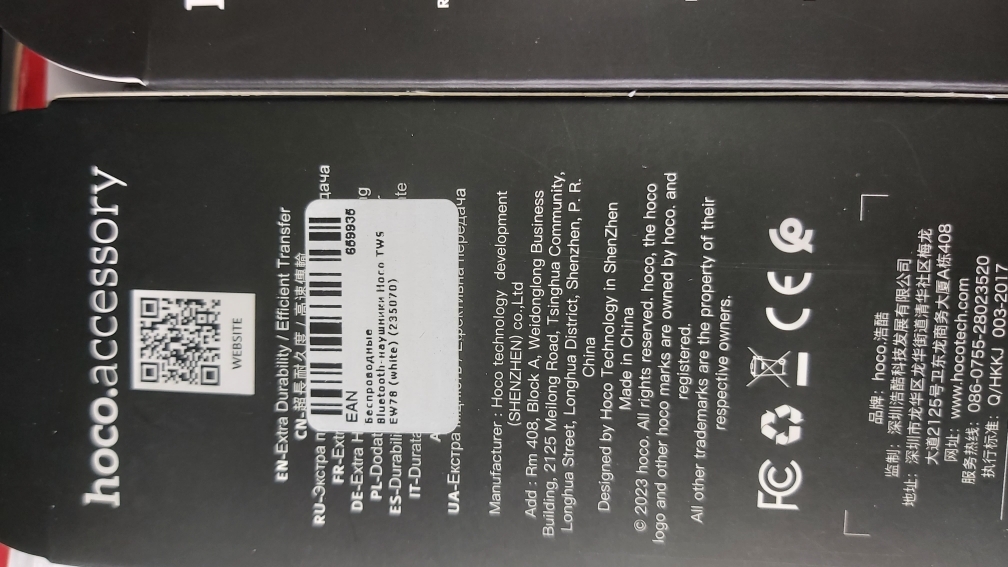 hoco.accessory
WEBSITE
EN-Extra Durability / Efficient Transfer
CN-超長耐久度 / 高速傳輸
RU-Экстра
FR-Extr
DE-Extra H
PL-Dodat
ES-Durabili
IT-Durata
UA-Екстра
EAN
659935
Беспроводные
Bluetooth-наушники Hoco TWS
EW78 (white) (235070)
Manufacturer : Hoco technology development
(SHENZHEN) co.,Ltd
Add : Rm 408, Block A, Weidonglong Business
Building, 2125 Meilong Road, Tsinghua Community,
Longhua Street, Longhua District, Shenzhen, P. R.
China
Designed by Hoco Technology in ShenZhen
Made in China
© 2023 hoco. All rights reserved. hoco, the hoco
logo and other hoco marks are owned by hoco. and
registered.
All other trademarks are the property of their
respective owners.
FC CE
品牌: hoco.浩酷
监制: 深圳浩酷科技发展有限公司
地址: 深圳市龙华区龙华街道清华社区梅龙
大道2125号卫东龙商务大厦A栋408
网址: www.hocotech.com
服务热线: 086-0755-28023520
执行标准: Q/HKKJ 003-2017